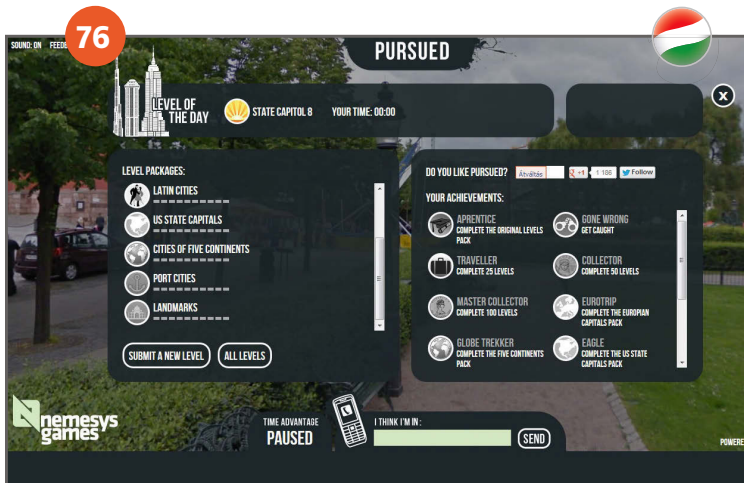 76
SOUND: ON FEEDB
PURSUED
LEVEL OF
THE DAY
STATE CAPITOL 8 YOUR TIME: 00:00
X
LEVEL PACKAGES:
LATIN CITIES
US STATE CAPITALS
CITIES OF FIVE CONTINENTS
PORT CITIES
LANDMARKS
SUBMIT A NEW LEVEL ALL LEVELS
DO YOU LIKE PURSUED? Átváltás +1 1 186 Follow
YOUR ACHIEVEMENTS:
APRENTICE
COMPLETE THE ORIGINAL LEVELS
PACK
GONE WRONG
GET CAUGHT
TRAVELLER
COMPLETE 25 LEVELS
COLLECTOR
COMPLETE 50 LEVELS
MASTER COLLECTOR
COMPLETE 100 LEVELS
EUROTRIP
COMPLETE THE EUROPIAN
CAPITALS PACK
GLOBE TREKKER
COMPLETE THE FIVE CONTINENTS
PACK
EAGLE
COMPLETE THE US STATE
CAPITALS PACK
nemesys
games
TIME ADVANTAGE
PAUSED
I THINK I'M IN :
SEND
POWERE